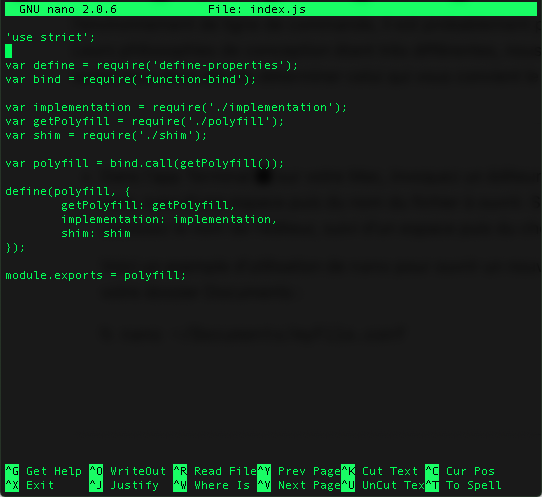 GNU nano 2.0.6 File: index.js
'use strict';
var define = require('define-properties');
var bind = require('function-bind');
var implementation = require('./implementation');
var getPolyfill = require('./polyfill');
var shim = require('./shim');
var polyfill = bind.call(getPolyfill());
define(polyfill, {
getPolyfill: getPolyfill,
implementation: implementation,
shim: shim
});
module.exports = polyfill;
^G Get Help ^O WriteOut ^R Read File ^Y Prev Page ^K Cut Text ^C Cur Pos
^X Exit ^J Justify ^W Where Is ^V Next Page ^U UnCut Tex ^T To Spell